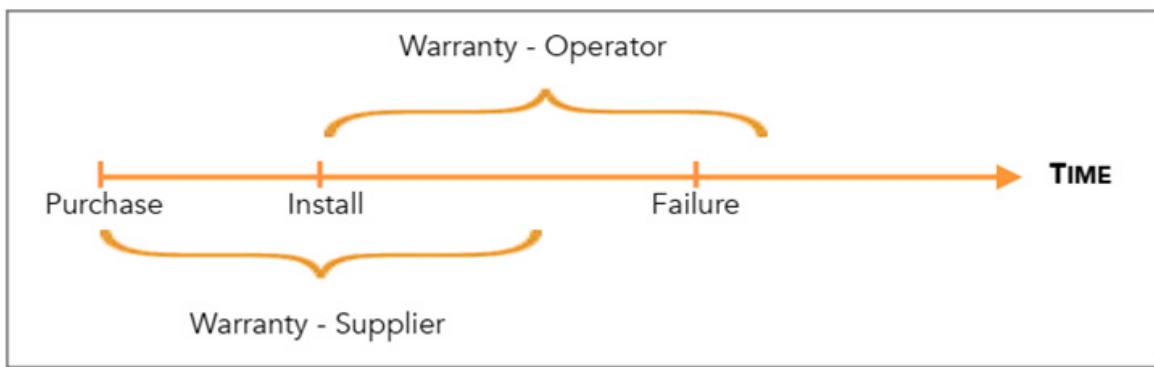 Warranty - Operator
TIME
Purchase Install Failure
Warranty - Supplier